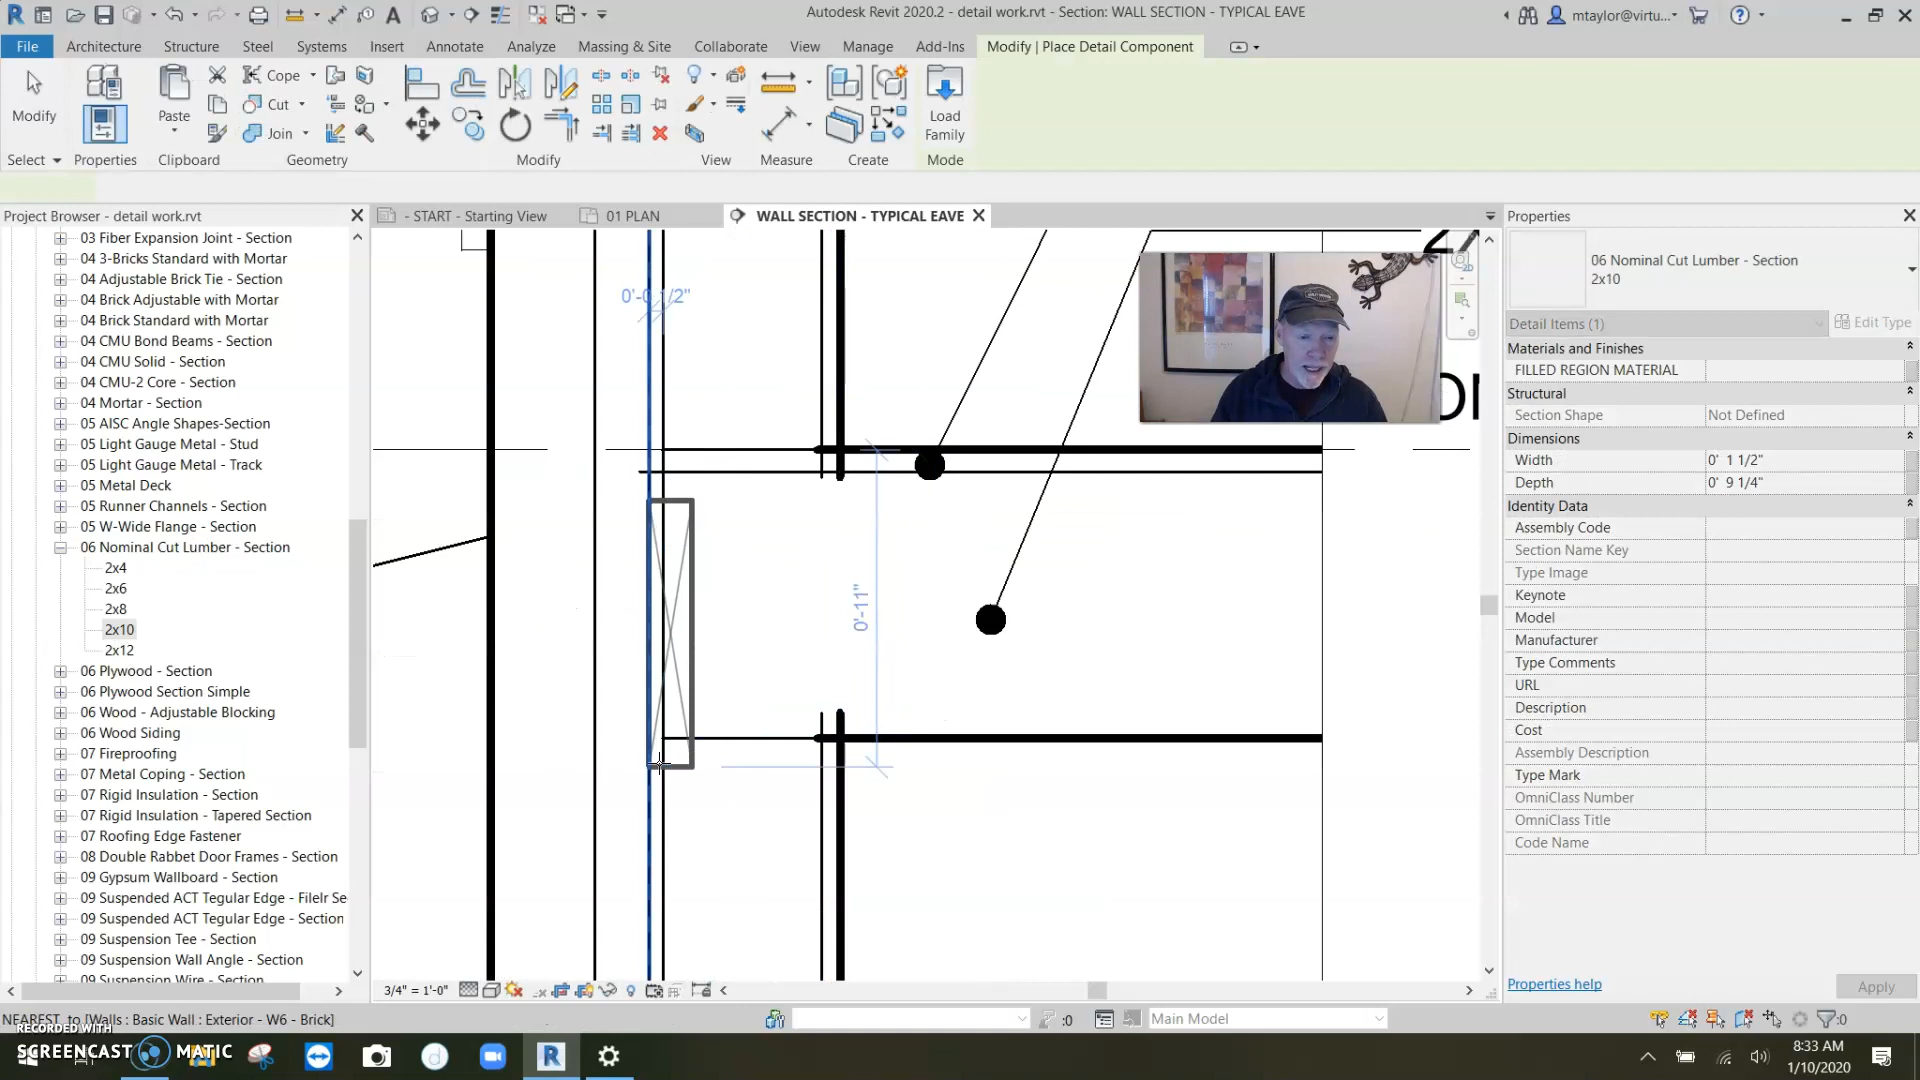 Autodesk Revit 2020.2 - detail work.rvt - Section: WALL SECTION - TYPICAL EAVE
mtaylor@virtu...
File Architecture Structure Steel Systems Insert Annotate Analyze Massing & Site Collaborate View Manage Add-Ins Modify | Place Detail Component
Modify
Paste
Cope
Cut
Join
Load
Family
Select Properties Clipboard Geometry Modify View Measure Create Mode
Project Browser - detail work.rvt
03 Fiber Expansion Joint - Section
04 3-Bricks Standard with Mortar
04 Adjustable Brick Tie - Section
04 Brick Adjustable with Mortar
04 Brick Standard with Mortar
04 CMU Bond Beams - Section
04 CMU Solid - Section
04 CMU-2 Core - Section
04 Mortar - Section
05 AISC Angle Shapes-Section
05 Light Gauge Metal - Stud
05 Light Gauge Metal - Track
05 Metal Deck
05 Runner Channels - Section
05 W-Wide Flange - Section
06 Nominal Cut Lumber - Section
2x4
2x6
2x8
2x10
2x12
06 Plywood - Section
06 Plywood Section Simple
06 Wood - Adjustable Blocking
06 Wood Siding
07 Fireproofing
07 Metal Coping - Section
07 Rigid Insulation - Section
07 Rigid Insulation - Tapered Section
07 Roofing Edge Fastener
08 Double Rabbet Door Frames - Section
09 Gypsum Wallboard - Section
09 Suspended ACT Tegular Edge - Fileir Se
09 Suspended ACT Tegular Edge - Section
09 Suspension Tee - Section
09 Suspension Wall Angle - Section
09 Suspension Wire - Section
- START - Starting View
01 PLAN
WALL SECTION - TYPICAL EAVE
0'-0 1/2"
0'-11"
3/4" = 1'-0"
Properties
06 Nominal Cut Lumber - Section
2x10
Detail Items (1)
Edit Type
Materials and Finishes
FILLED REGION MATERIAL
Structural
Section Shape Not Defined
Dimensions
Width 0' 1 1/2"
Depth 0' 9 1/4"
Identity Data
Assembly Code
Section Name Key
Type Image
Keynote
Model
Manufacturer
Type Comments
URL
Description
Cost
Assembly Description
Type Mark
OmniClass Number
OmniClass Title
Code Name
Properties help
Apply
NEAREST to [Walls : Basic Wall : Exterior - W6 - Brick]
:0
Main Model
:0
RECORDED WITH
SCREENCAST MATIC
8:33 AM
1/10/2020